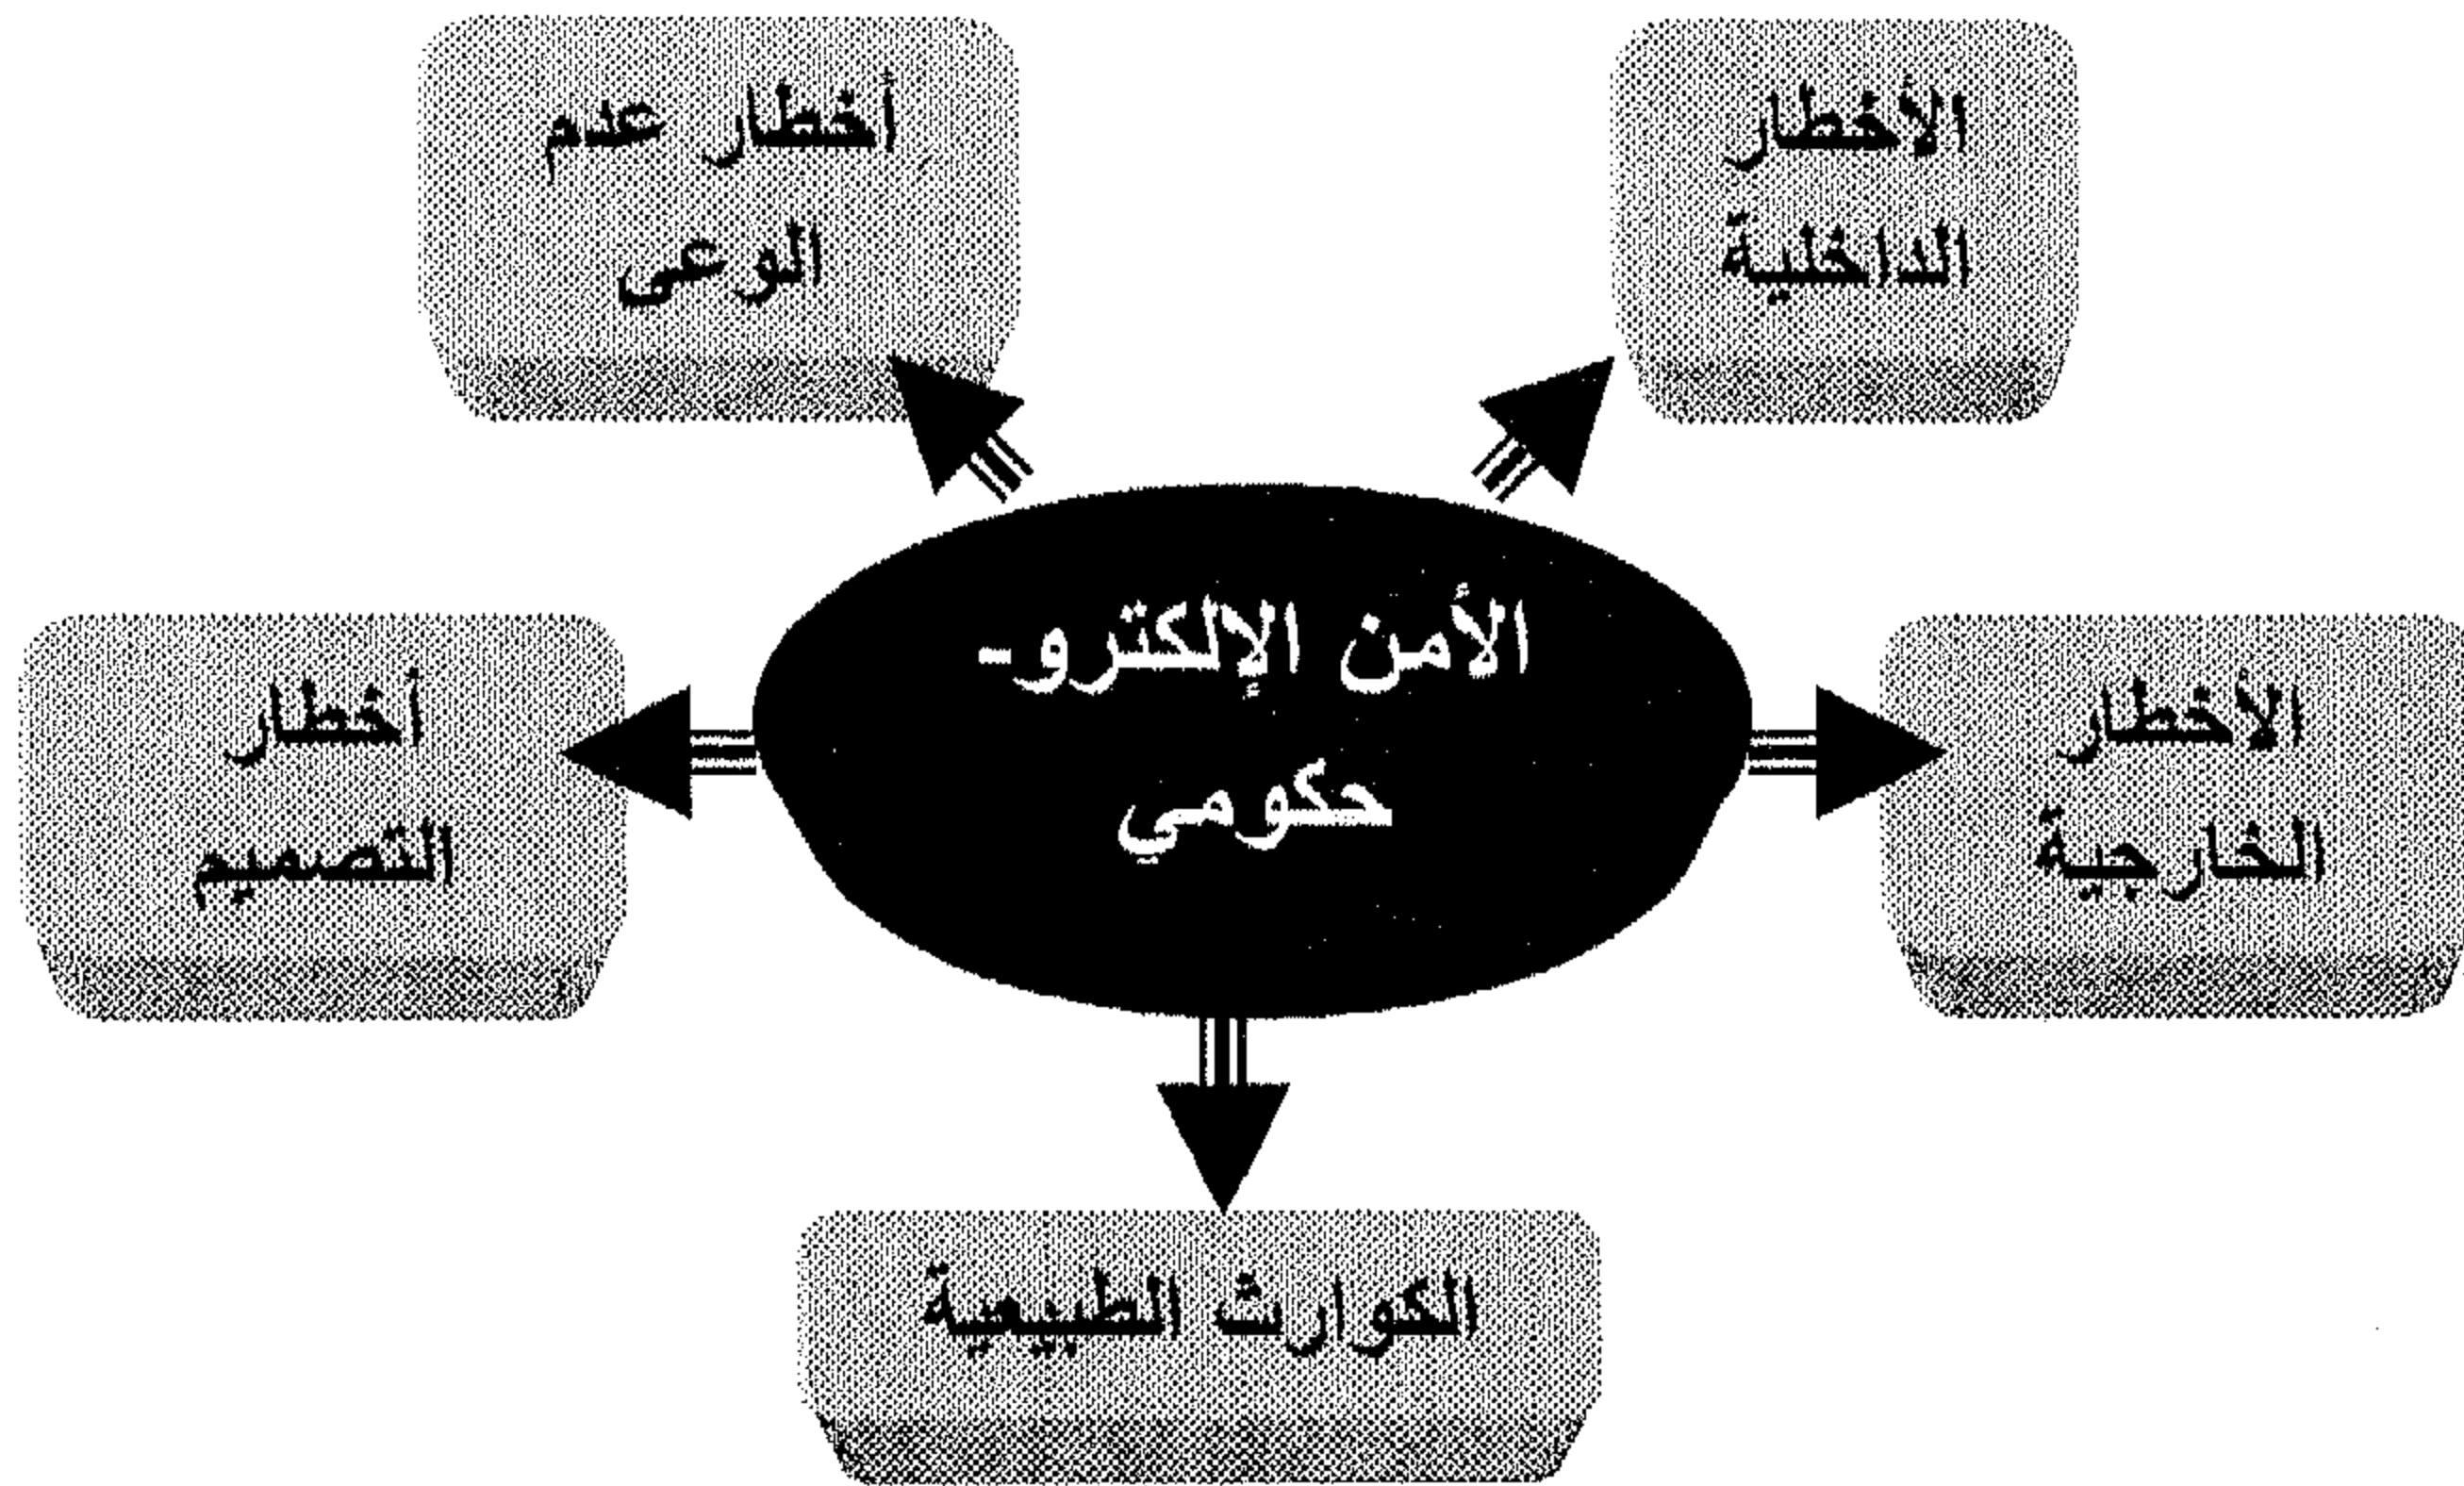 الأخطار
الداخلية
أخطار عدم
الوعى
الأمن الإلكترو-
حكومي
الأخطار
الخارجية
أخطار
التصميم
الكوارث الطبيعية